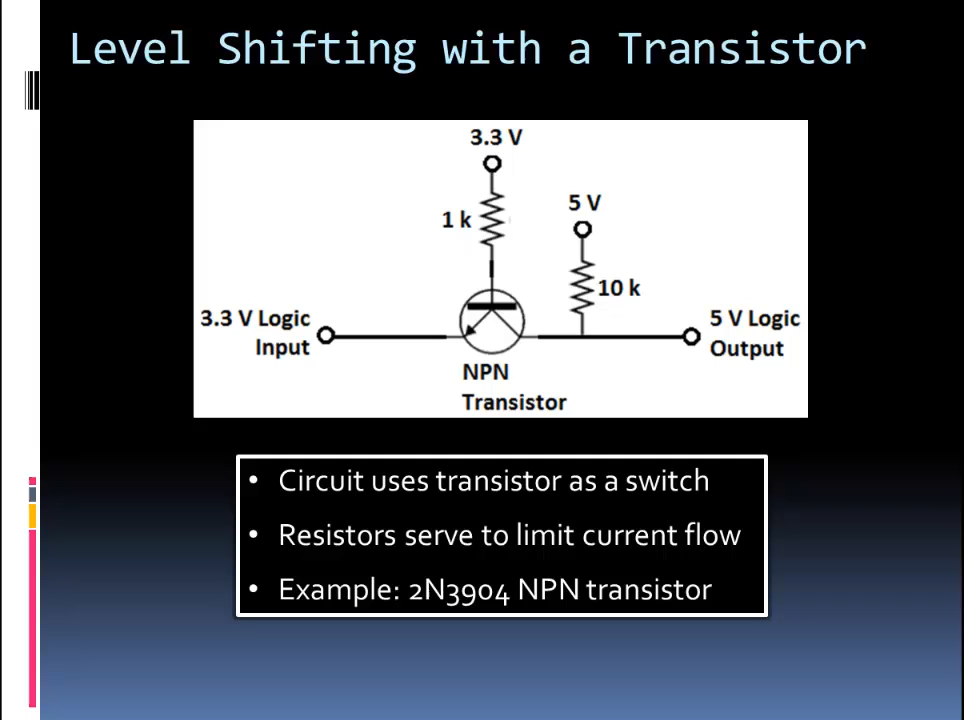 Level Shifting with a Transistor
3.3 V
1 k
5 V
10 k
3.3 V Logic
Input
5 V Logic
Output
NPN
Transistor
• Circuit uses transistor as a switch
• Resistors serve to limit current flow
• Example: 2N3904 NPN transistor